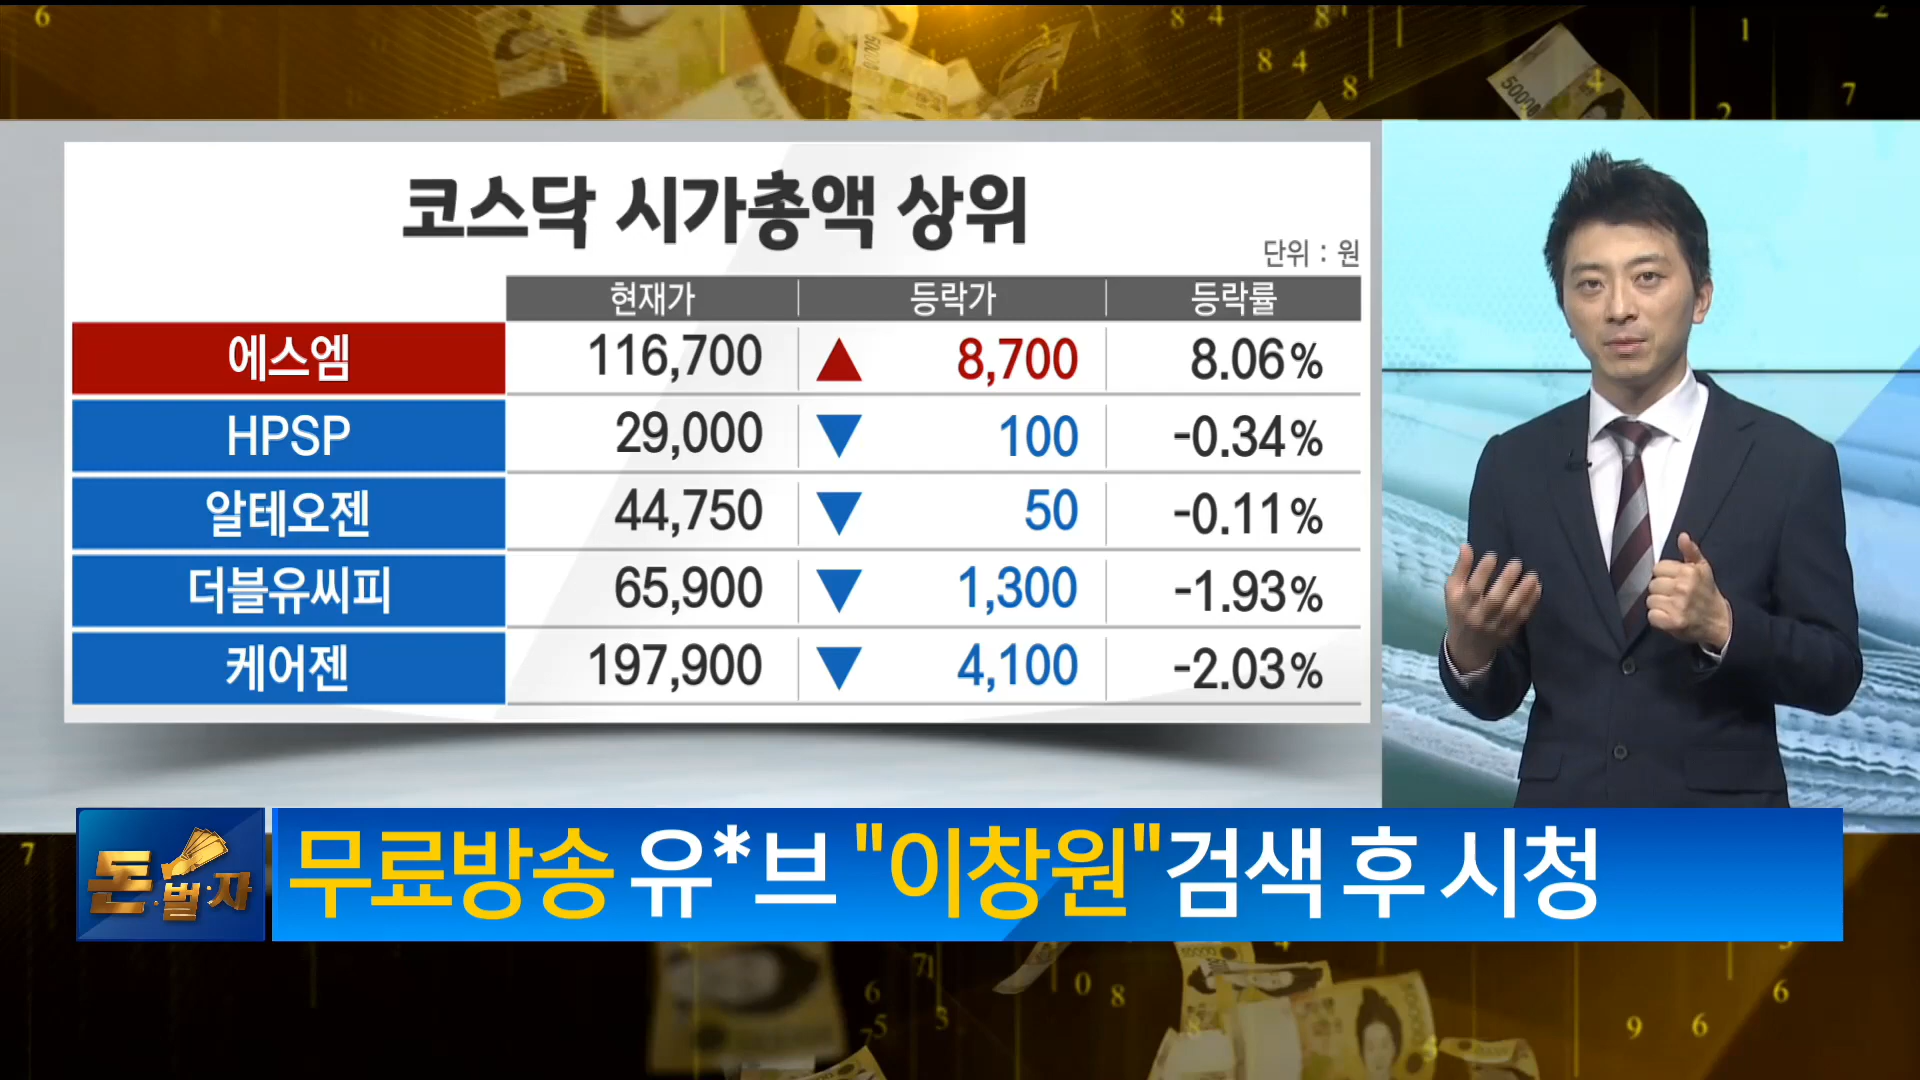 코스닥 시가총액 상위
단위 : 원
현재가 등락가 등락률
에스엠 116,700 ▲ 8,700 8.06%
HPSP 29,000 ▼ 100 -0.34%
알테오젠 44,750 ▼ 50 -0.11%
더블유씨피 65,900 ▼ 1,300 -1.93%
케어젠 197,900 ▼ 4,100 -2.03%
돈.벌.자
무료방송 유*브 "이창원"검색 후 시청